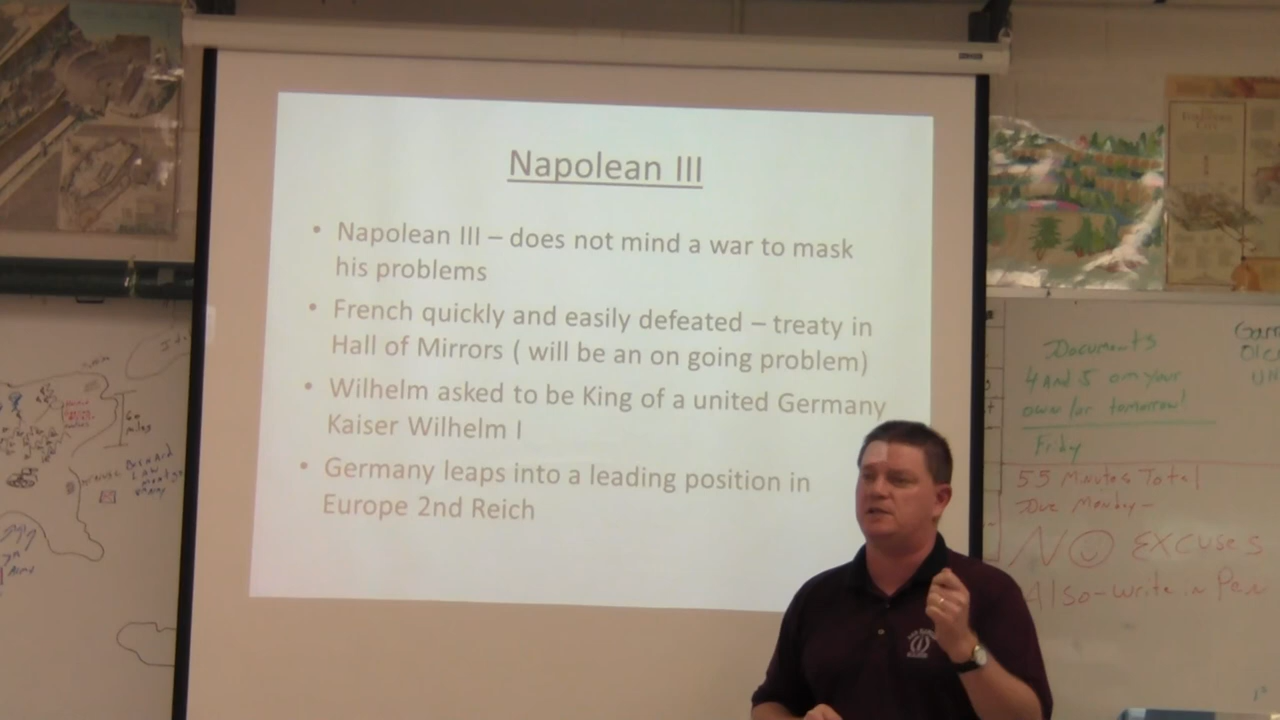 Napolean III
• Napolean III – does not mind a war to mask
his problems
• French quickly and easily defeated – treaty in
Hall of Mirrors ( will be an on going problem)
• Wilhelm asked to be King of a united Germany
Kaiser Wilhelm I
• Germany leaps into a leading position in
Europe 2nd Reich
Documents
4 and 5 on your
own for tomorrow!
Friday
55 Minutes Total
Due Monday –
NO EXCUSES
Also – write in Pen